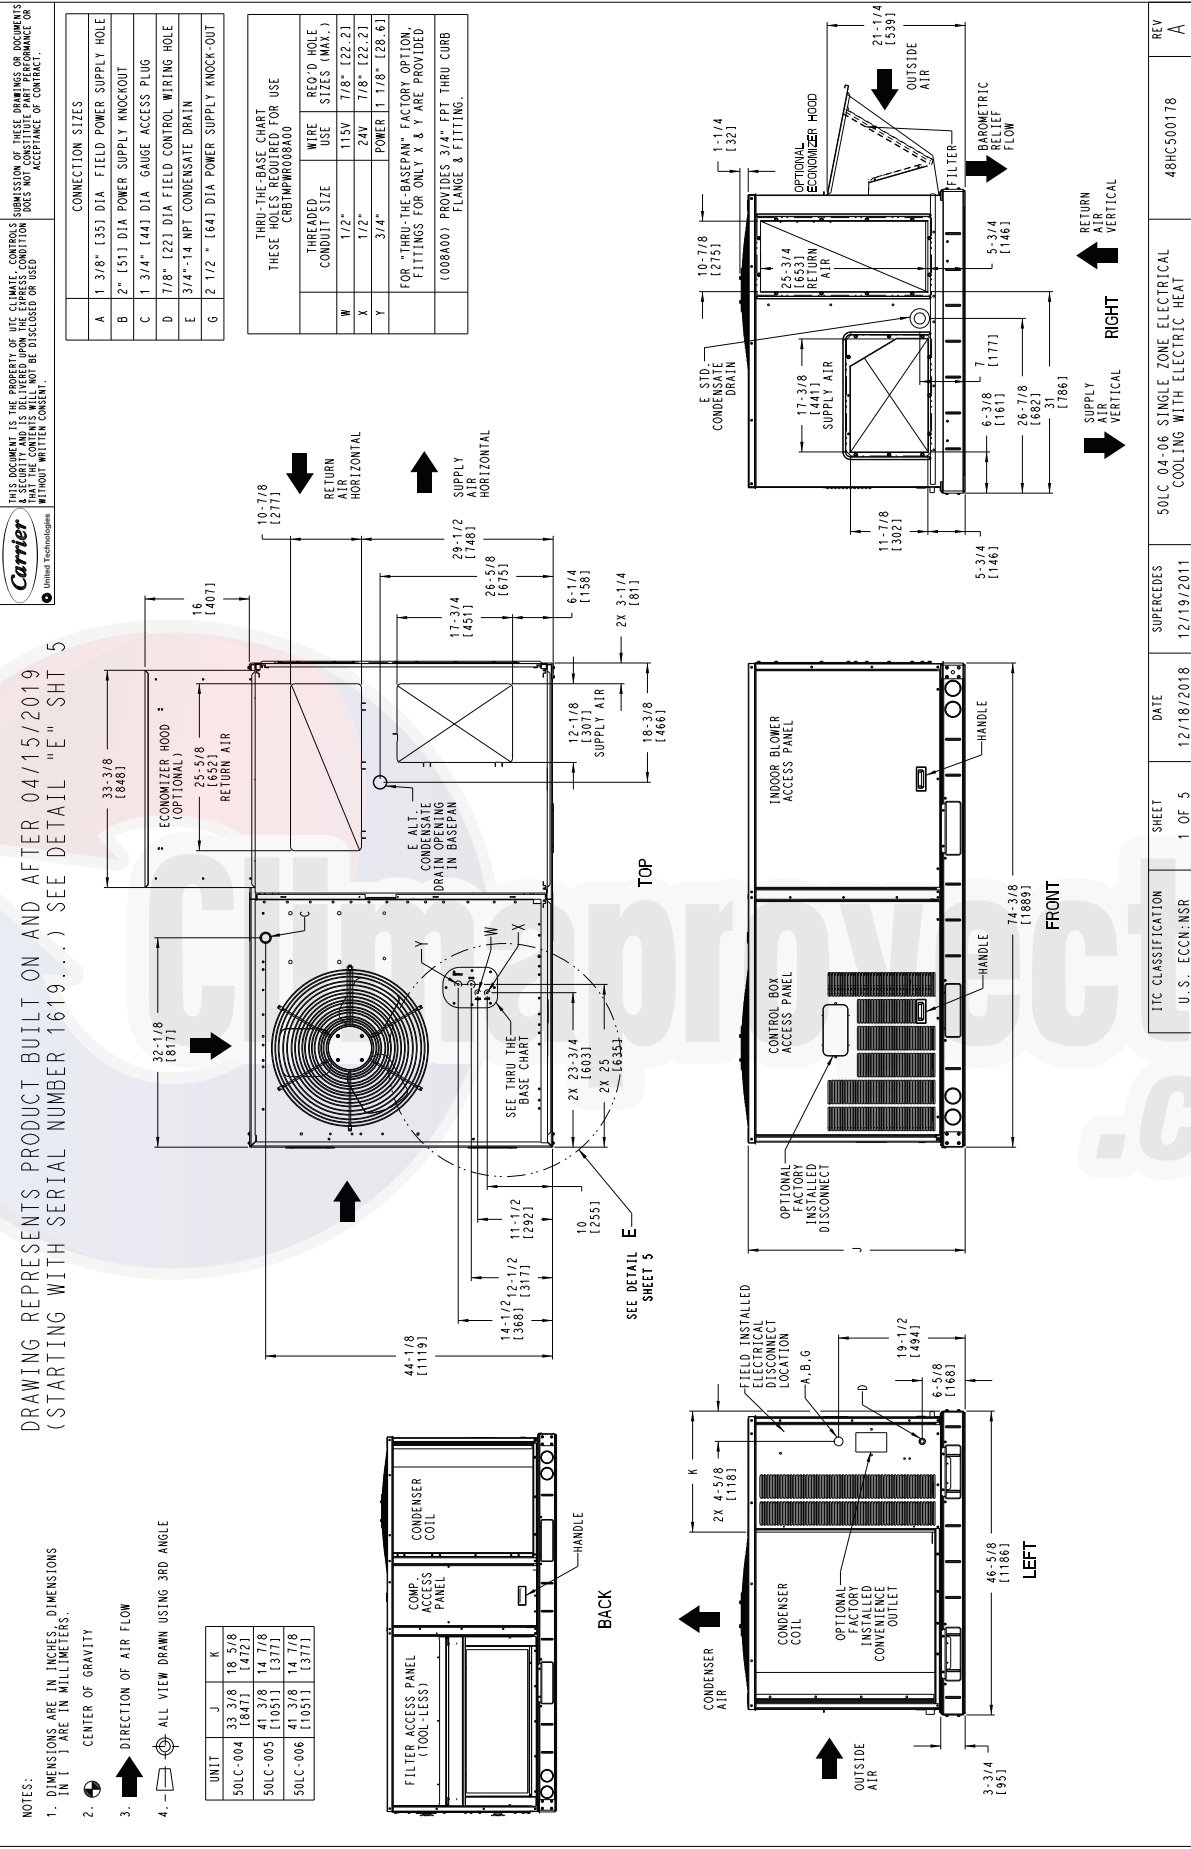 Carrier
United Technologies
THIS DOCUMENT IS THE PROPERTY OF UTC CLIMATE, CONTROLS
& SECURITY AND IS DELIVERED UPON THE EXPRESS CONDITION
THAT THE CONTENTS WILL NOT BE DISCLOSED OR USED
WITHOUT WRITTEN CONSENT.
SUBMISSION OF THESE DRAWINGS OR DOCUMENTS
DOES NOT CONSTITUTE PART PERFORMANCE OR
ACCEPTANCE OF CONTRACT.
DRAWING REPRESENTS PRODUCT BUILT ON AND AFTER 04/15/2019
(STARTING WITH SERIAL NUMBER 1619...) SEE DETAIL "E" SHT 5
NOTES:
1. DIMENSIONS ARE IN INCHES, DIMENSIONS
IN [ ] ARE IN MILLIMETERS.
2. CENTER OF GRAVITY
3. DIRECTION OF AIR FLOW
4. ALL VIEW DRAWN USING 3RD ANGLE
UNIT J K
50LC-004 33 3/8 [847] 18 5/8 [472]
50LC-005 41 3/8 [1051] 14 7/8 [377]
50LC-006 41 3/8 [1051] 14 7/8 [377]
CONNECTION SIZES
A 1 3/8" [35] DIA FIELD POWER SUPPLY HOLE
B 2" [51] DIA POWER SUPPLY KNOCKOUT
C 1 3/4" [44] DIA GAUGE ACCESS PLUG
D 7/8" [22] DIA FIELD CONTROL WIRING HOLE
E 3/4"-14 NPT CONDENSATE DRAIN
G 2 1/2 " [64] DIA POWER SUPPLY KNOCK-OUT
THRU-THE-BASE CHART
THESE HOLES REQUIRED FOR USE
CRBTMPWR008A00
THREADED CONDUIT SIZE WIRE USE REQ'D HOLE SIZES (MAX.)
W 1/2" 115V 7/8" [22.2]
X 1/2" 24V 7/8" [22.2]
Y 3/4" POWER 1 1/8" [28.6]
FOR "THRU-THE-BASEPAN" FACTORY OPTION,
FITTINGS FOR ONLY X & Y ARE PROVIDED
(008A00) PROVIDES 3/4" FPT THRU CURB
FLANGE & FITTING.
33-3/8
[848]
16
[407]
ECONOMIZER HOOD
(OPTIONAL)
25-5/8
[652]
RETURN AIR
32-1/8
[817]
C
10-7/8
[277]
RETURN
AIR
HORIZONTAL
SUPPLY
AIR
HORIZONTAL
29-1/2
[748]
26-5/8
[675]
17-3/4
[451]
6-1/4
[158]
2X 3-1/4
[81]
12-1/8
[307]
SUPPLY AIR
18-3/8
[466]
E ALT.
CONDENSATE
DRAIN OPENING
IN BASEPAN
Y
W
X
SEE THRU THE
BASE CHART
2X 23-3/4
[603]
2X 25
[635]
44-1/8
[1119]
14-1/2
[368]
12-1/2
[317]
11-1/2
[292]
10
[255]
SEE DETAIL E
SHEET 5
TOP
FILTER ACCESS PANEL
(TOOL-LESS)
COMP.
ACCESS
PANEL
CONDENSER
COIL
HANDLE
BACK
CONDENSER
AIR
OUTSIDE
AIR
CONDENSER
COIL
OPTIONAL
FACTORY
INSTALLED
CONVENIENCE
OUTLET
K
2X 4-5/8
[118]
FIELD INSTALLED
ELECTRICAL
DISCONNECT
LOCATION
A,B,G
D
19-1/2
[494]
6-5/8
[168]
3-3/4
[95]
46-5/8
[1186]
LEFT
J
OPTIONAL
FACTORY
INSTALLED
DISCONNECT
CONTROL BOX
ACCESS PANEL
INDOOR BLOWER
ACCESS PANEL
HANDLE
HANDLE
74-3/8
[1889]
FRONT
E STD.
CONDENSATE
DRAIN
10-7/8
[275]
1-1/4
[32]
OPTIONAL
ECONOMIZER HOOD
21-1/4
[539]
OUTSIDE
AIR
BAROMETRIC
RELIEF
FLOW
FILTER
25-3/4
[653]
RETURN
AIR
17-3/8
[441]
SUPPLY AIR
11-7/8
[302]
5-3/4
[146]
5-3/4
[146]
7
[177]
6-3/8
[161]
26-7/8
[682]
31
[786]
SUPPLY
AIR
VERTICAL
RETURN
AIR
VERTICAL
RIGHT
Climaproyect
.c
ITC CLASSIFICATION
U.S. ECCN:NSR
SHEET
1 OF 5
DATE
12/18/2018
SUPERCEDES
12/19/2011
50LC 04-06 SINGLE ZONE ELECTRICAL
COOLING WITH ELECTRIC HEAT
48HC500178
REV
A